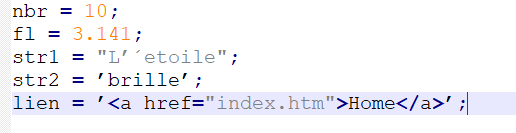 nbr = 10;
fl = 3.141;
str1 = "L’´etoile";
str2 = ’brille’;
lien = ’<a href="index.htm">Home</a>’;